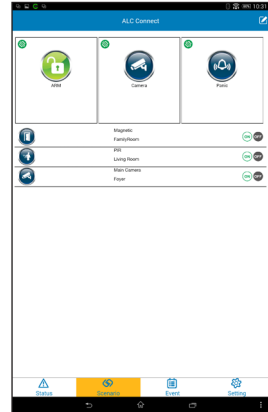 10:31
ALC Connect
ARM
Camera
Panic
Magnetic
FamilyRoom
ON OFF
PIR
Living Room
ON OFF
Main Camera
Foyer
ON OFF
Status
Scenario
Event
Setting